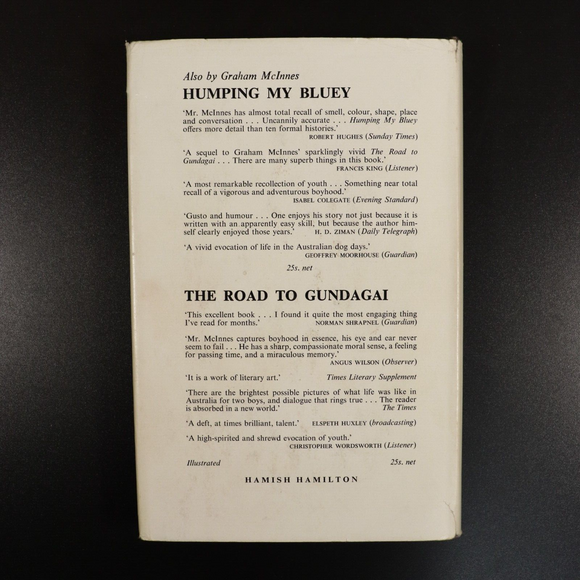 Also by Graham McInnes
HUMPING MY BLUEY
‘Mr. McInnes has almost total recall of smell, colour, shape, place
and conversation . . . Uncannily accurate . . . Humping My Bluey
offers more detail than ten formal histories.’
ROBERT HUGHES (Sunday Times)
‘A sequel to Graham McInnes’ sparklingly vivid The Road to
Gundagai . . . There are many superb things in this book.’
FRANCIS KING (Listener)
‘A most remarkable recollection of youth . . . Something near total
recall of a vigorous and adventurous boyhood.’
ISABEL COLEGATE (Evening Standard)
‘Gusto and humour . . . One enjoys his story not just because it is
written with an apparently easy skill, but because the author him-
self clearly enjoyed those years.’ H. D. ZIMAN (Daily Telegraph)
‘A vivid evocation of life in the Australian dog days.’
GEOFFREY MOORHOUSE (Guardian)
25s. net
THE ROAD TO GUNDAGAI
‘This excellent book . . . I found it quite the most engaging thing
I’ve read for months.’ NORMAN SHRAPNEL (Guardian)
‘Mr. McInnes captures boyhood in essence, his eye and ear never
seem to fail . . . He has a sharp, compassionate moral sense, a feeling
for passing time, and a miraculous memory.’
ANGUS WILSON (Observer)
‘It is a work of literary art.’ Times Literary Supplement
‘There are the brightest possible pictures of what life was like in
Australia for two boys, and dialogue that rings true . . . The reader
is absorbed in a new world.’ The Times
‘A deft, at times brilliant, talent.’ ELSPETH HUXLEY (broadcasting)
‘A high-spirited and shrewd evocation of youth.’
CHRISTOPHER WORDSWORTH (Listener)
Illustrated 25s. net
HAMISH HAMILTON